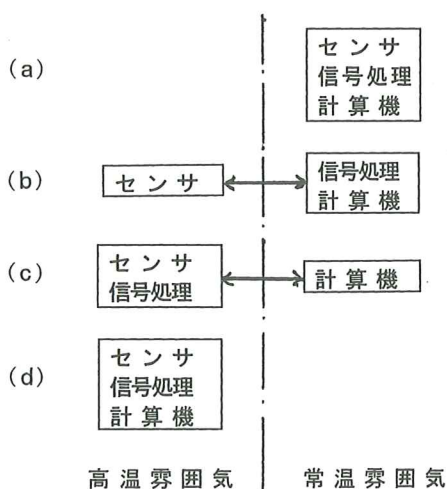 (a)
センサ
信号処理
計算機
(b)
センサ
信号処理
計算機
(c)
センサ
信号処理
計算機
(d)
センサ
信号処理
計算機
高温雰囲気
常温雰囲気